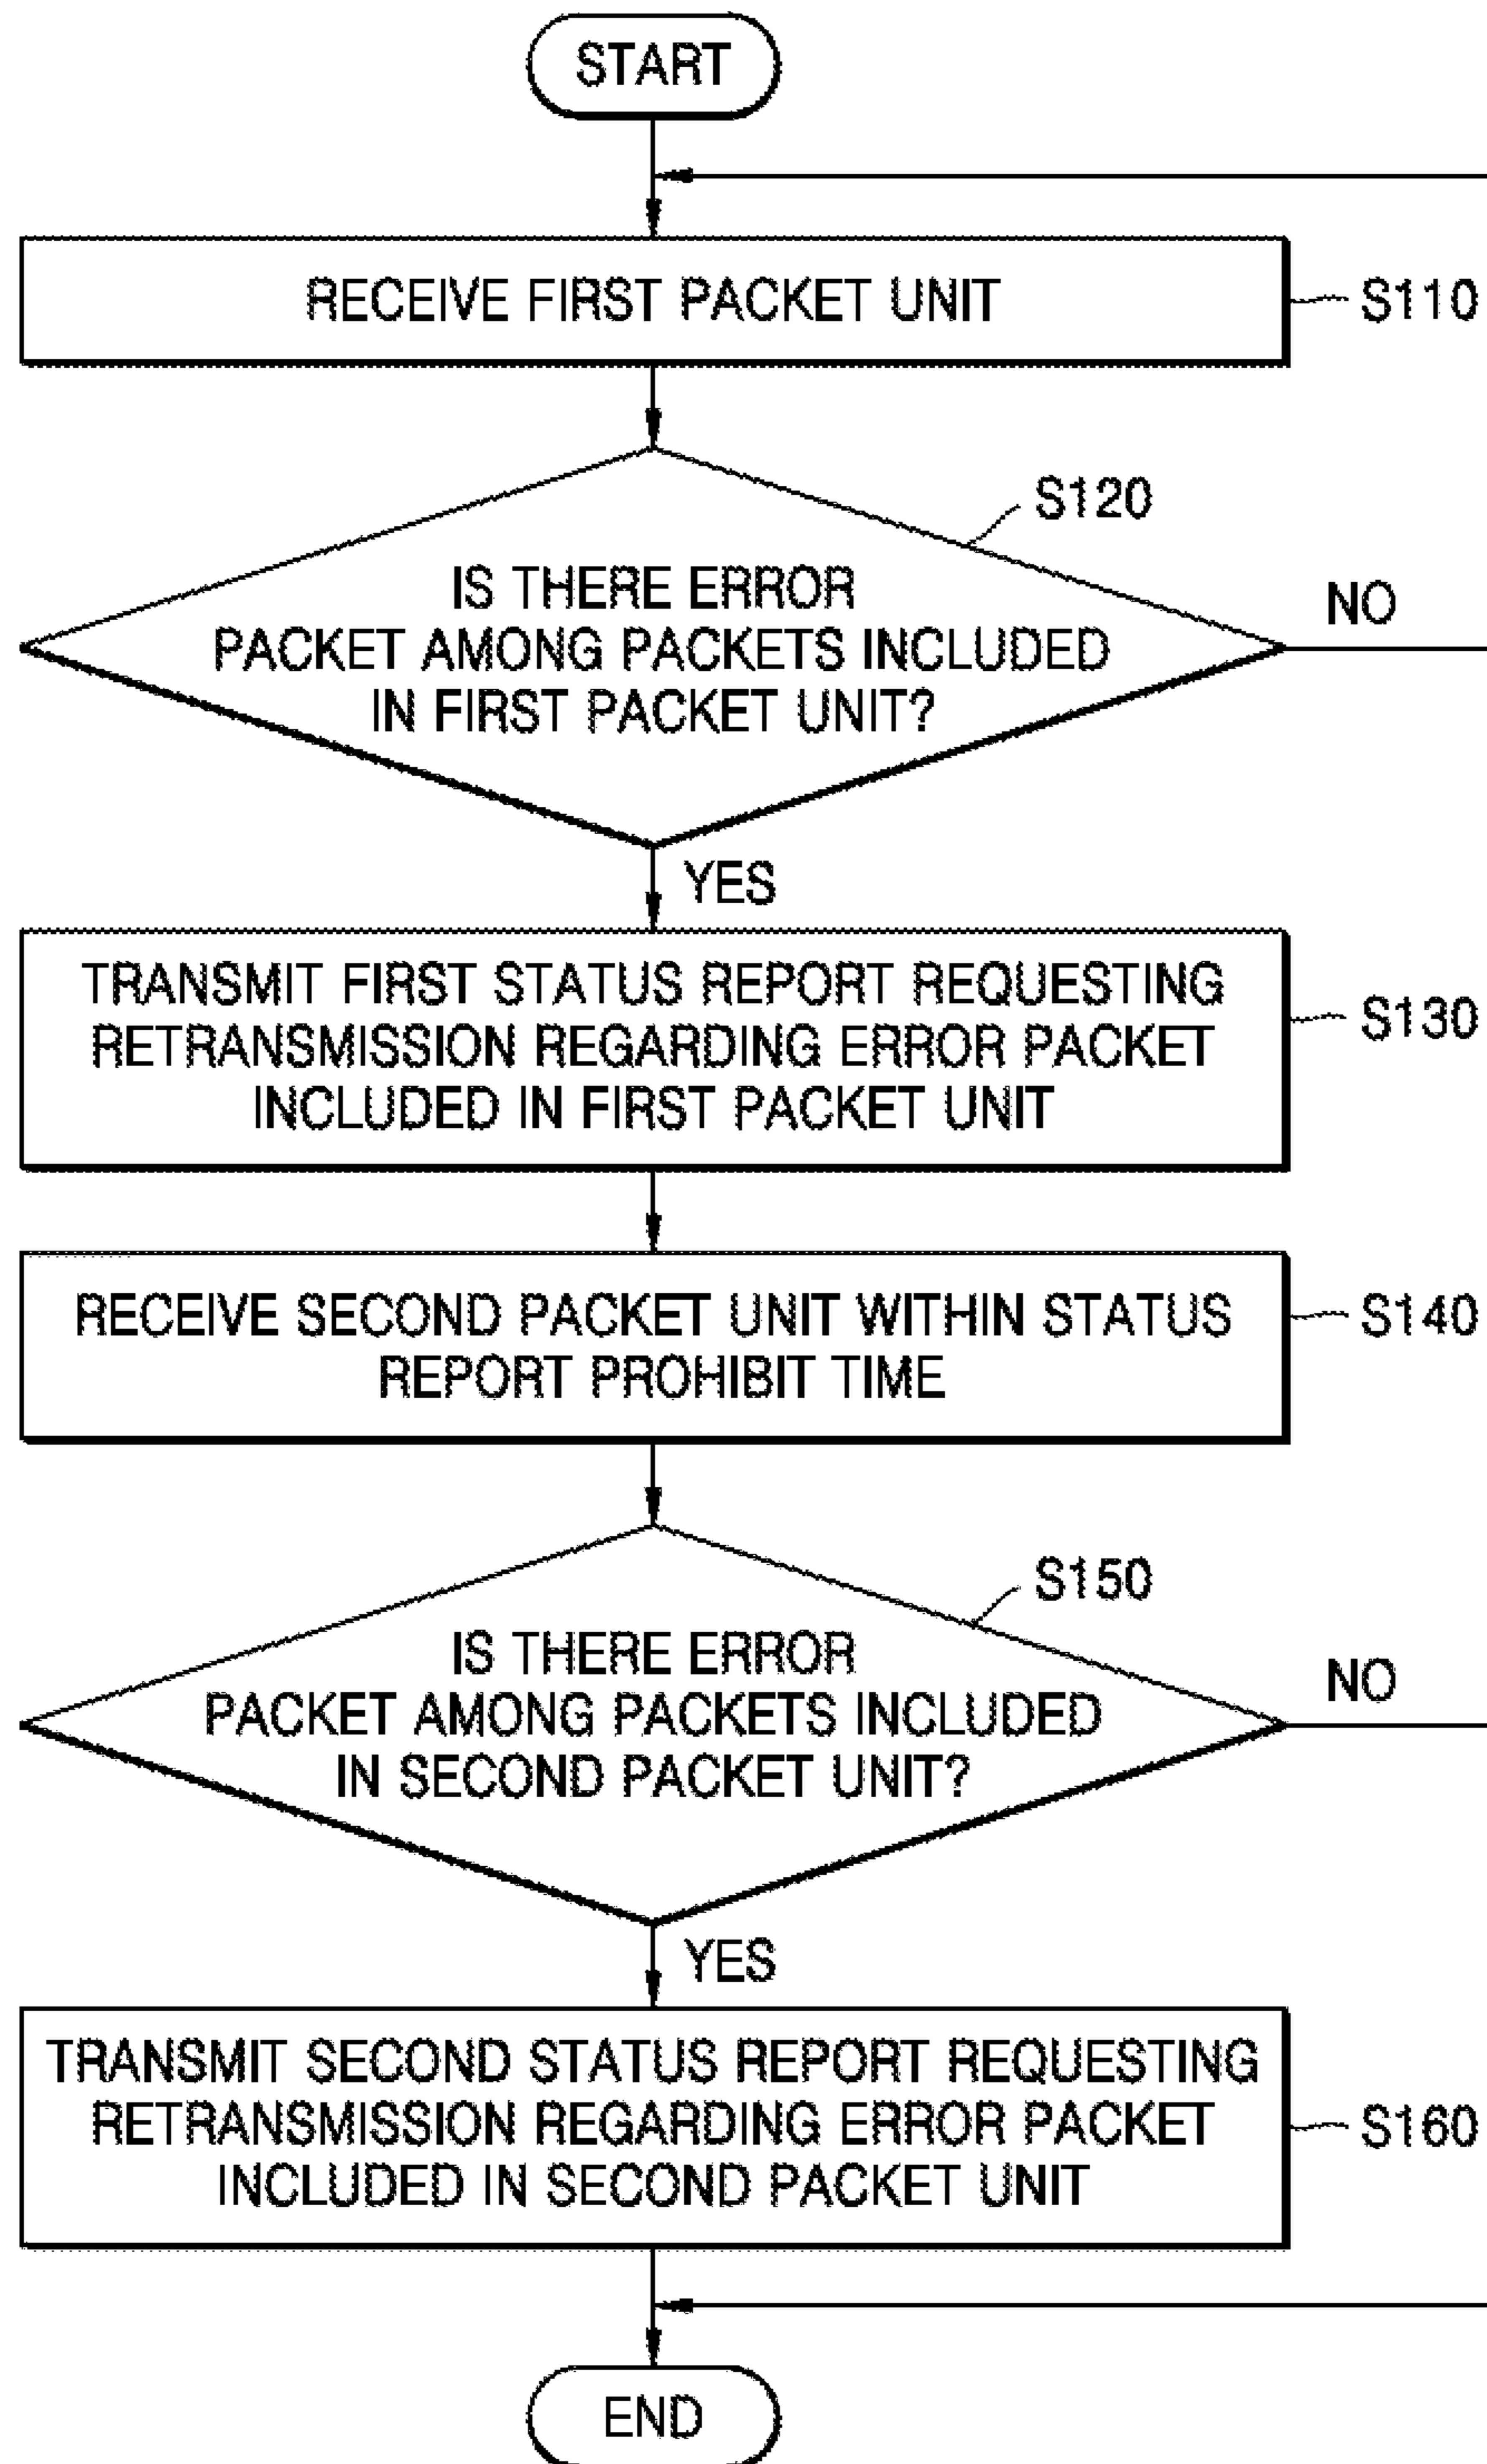 START
RECEIVE FIRST PACKET UNIT
S110
S120
IS THERE ERROR
PACKET AMONG PACKETS INCLUDED
IN FIRST PACKET UNIT?
NO
YES
TRANSMIT FIRST STATUS REPORT REQUESTING
RETRANSMISSION REGARDING ERROR PACKET
INCLUDED IN FIRST PACKET UNIT
S130
RECEIVE SECOND PACKET UNIT WITHIN STATUS
REPORT PROHIBIT TIME
S140
S150
IS THERE ERROR
PACKET AMONG PACKETS INCLUDED
IN SECOND PACKET UNIT?
NO
YES
TRANSMIT SECOND STATUS REPORT REQUESTING
RETRANSMISSION REGARDING ERROR PACKET
INCLUDED IN SECOND PACKET UNIT
S160
END